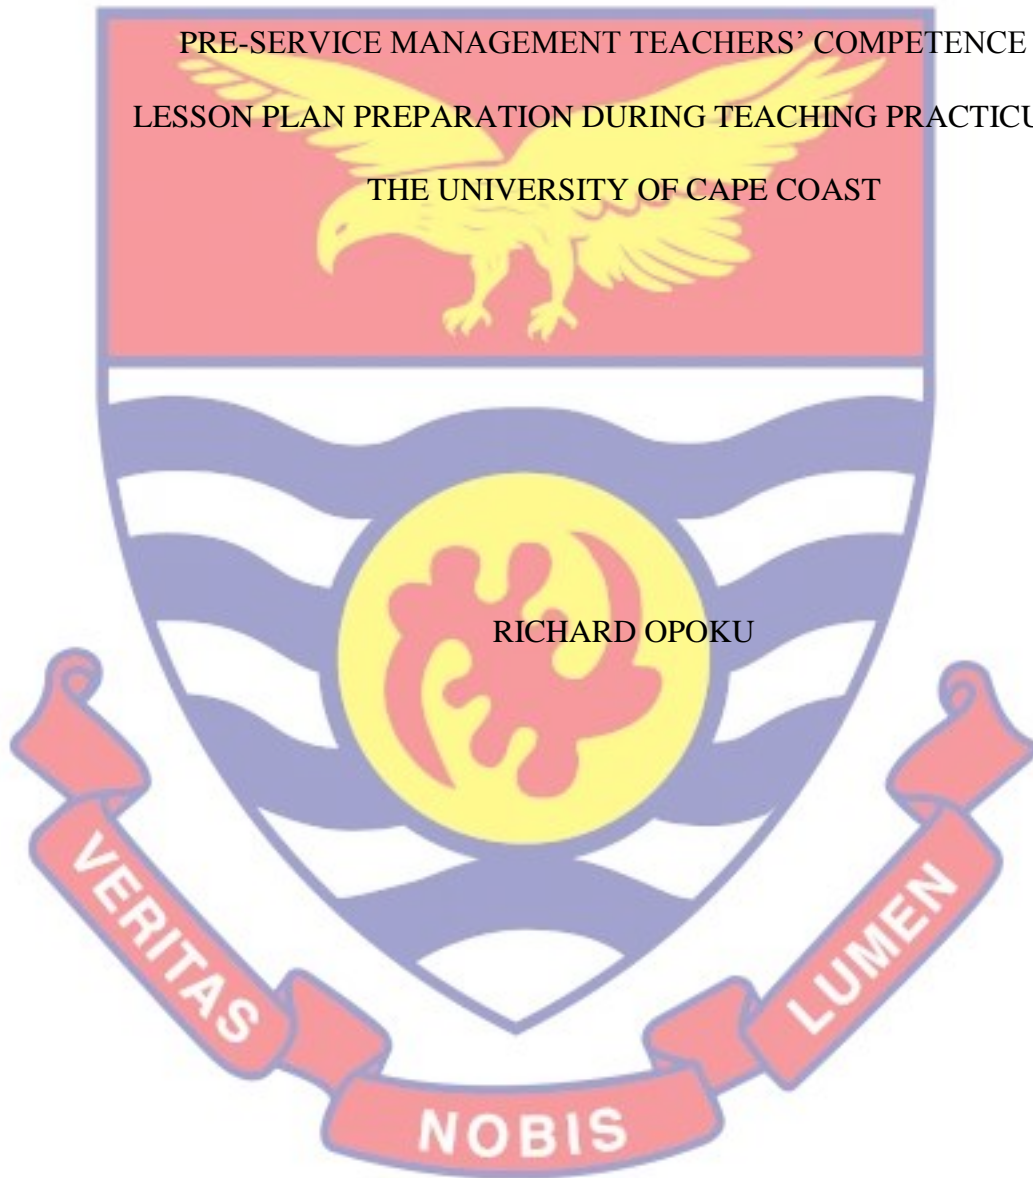 PRE-SERVICE MANAGEMENT TEACHERS’ COMPETENCE
LESSON PLAN PREPARATION DURING TEACHING
THE UNIVERSITY OF CAPE COAST
RICHARD OPOKU
VERITAS
NOBIS
LUMEN